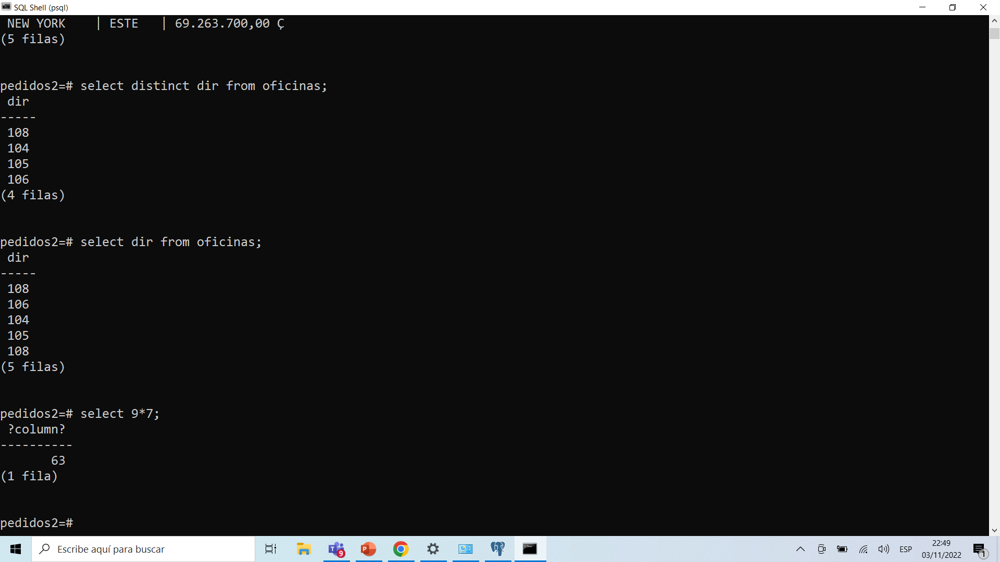 SQL Shell (psql)
NEW YORK | ESTE | 69.263.700,00 Ç
(5 filas)
pedidos2=# select distinct dir from oficinas;
dir
-----
108
104
105
106
(4 filas)
pedidos2=# select dir from oficinas;
dir
-----
108
106
104
105
108
(5 filas)
pedidos2=# select 9*7;
?column?
----------
63
(1 fila)
pedidos2=#
Escribe aquí para buscar
T
9
P
ESP
22:49
03/11/2022
1